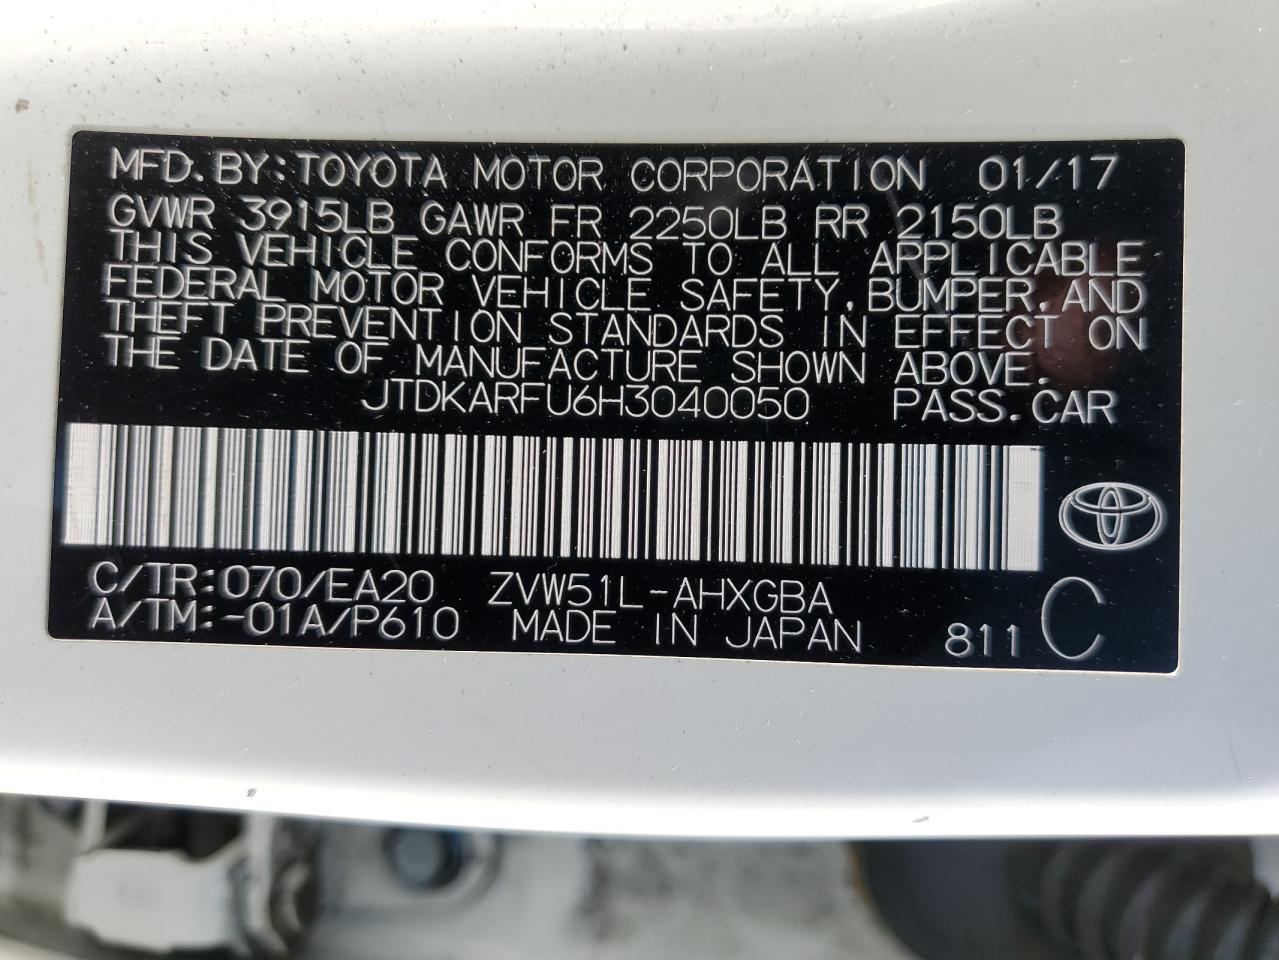 MFD. BY: TOYOTA MOTOR CORPORATION 01/17
GVWR 3915LB GAWR FR 2250LB RR 2150LB
THIS VEHICLE CONFORMS TO ALL APPLICABLE
FEDERAL MOTOR VEHICLE SAFETY, BUMPER, AND
THEFT PREVENTION STANDARDS IN EFFECT ON
THE DATE OF MANUFACTURE SHOWN ABOVE.
JTDKARFU6H3040050 PASS. CAR
C/TR: 070/EA20 ZVW51L-AHXGBA
A/TM: -01A/P610 MADE IN JAPAN 811 C